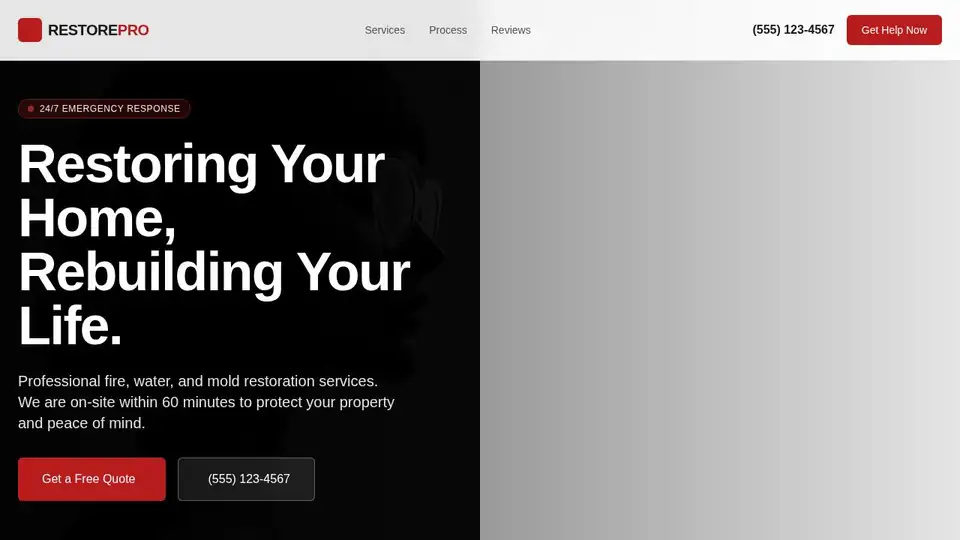 RESTOREPRO
Services
Process
Reviews
(555) 123-4567
Get Help Now
24/7 EMERGENCY RESPONSE
Restoring Your
Home,
Rebuilding Your
Life.
Professional fire, water, and mold restoration services.
We are on-site within 60 minutes to protect your property
and peace of mind.
Get a Free Quote
(555) 123-4567